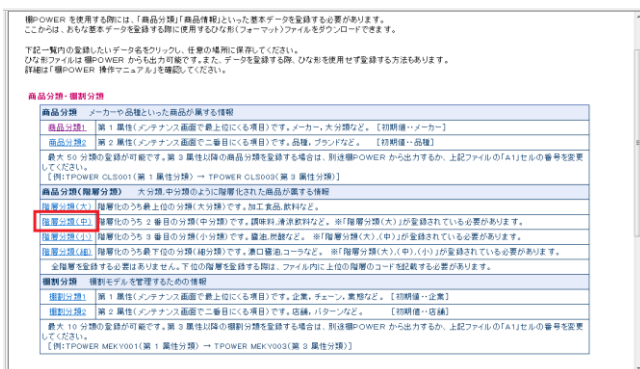 棚POWER を使用する際には、「商品分類」「商品情報」といった基本データを登録する必要があります。
ここからは、おもな基本データを登録する際に使用するひな形(フォーマット)ファイルをダウンロードできます。
下記一覧内の登録したいデータ名をクリックし、任意の場所に保存してください。
ひな形ファイルは棚POWER からも出力可能です。また、データを登録する際、ひな形を使用せず登録する方法もあります。
詳細は「棚POWER 操作マニュアル」を確認してください。
商品分類・棚割分類
商品分類 メーカーや品種といった商品が属する情報
商品分類1 第 1 属性(メンテナンス画面で最上位にくる項目)です。メーカー、大分類など。 [初期値‥メーカー]
商品分類2 第 2 属性(メンテナンス画面で二番目にくる項目)です。品種、ブランドなど。 [初期値‥品種]
最大 50 分類の登録が可能です。第 3 属性以降の商品分類を登録する場合は、別途棚POWER から出力するか、上記ファイルの「A1」セルの番号を変更
してください。
[例:TPOWER CLS001(第 1 属性分類) → TPOWER CLS003(第 3 属性分類)]
商品分類(階層分類) 大分類、中分類のように階層化された商品が属する情報
階層分類(大) 階層化のうち最上位の分類(大分類)です。加工食品、飲料など。
階層分類(中) 階層化のうち 2 番目の分類(中分類)です。調味料、清涼飲料など。 ※「階層分類(大)」が登録されている必要があります。
階層分類(小) 階層化のうち 3 番目の分類(小分類)です。醤油、炭酸など。 ※「階層分類(大)、(中)」が登録されている必要があります。
階層分類(細) 階層化のうち最下位の分類(細分類)です。濃口醤油、コーラなど。 ※「階層分類(大)、(中)、(小)」が登録されている必要があります。
全階層を登録する必要はありません。下位の階層を登録する際は、ファイル内に上位の階層のコードを記載する必要があります。
棚割分類 棚割モデルを管理するための情報
棚割分類1 第 1 属性(メンテナンス画面で最上位にくる項目)です。企業、チェーン、業態など。 [初期値‥企業]
棚割分類2 第 2 属性(メンテナンス画面で二番目にくる項目)です。店舗、パターンなど。 [初期値‥店舗]
最大 10 分類の登録が可能です。第 3 属性以降の棚割分類を登録する場合は、別途棚POWER から出力するか、上記ファイルの「A1」セルの番号を変更
してください。
[例:TPOWER MEKY001(第 1 属性分類) → TPOWER MEKY003(第 3 属性分類)]